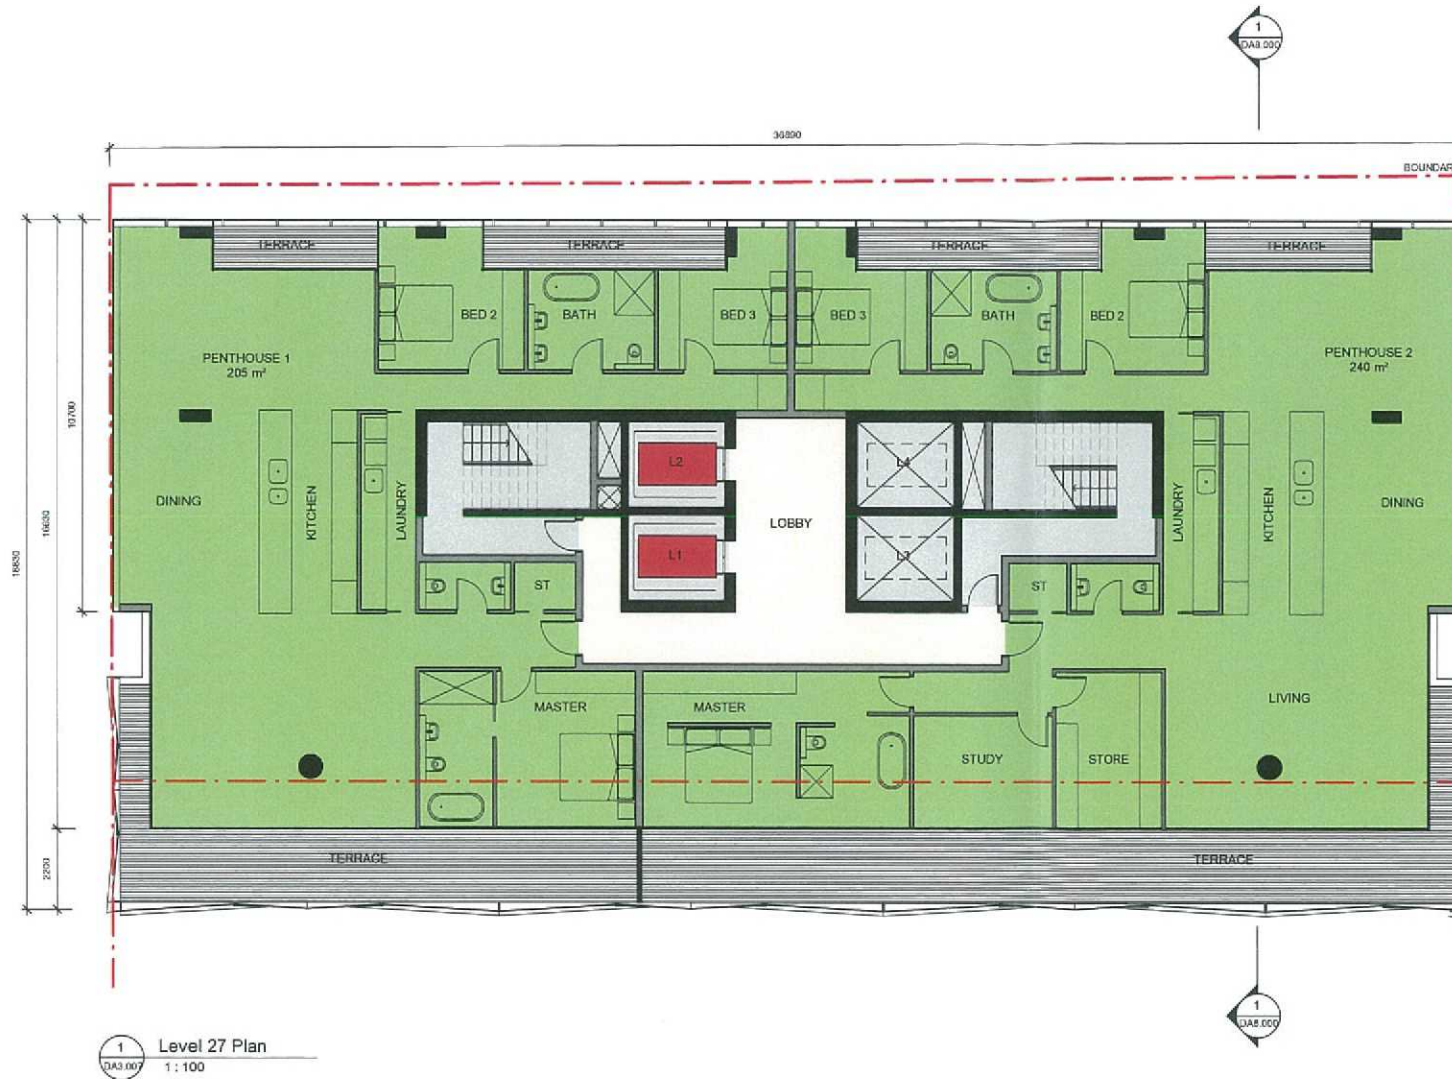 1
DA8.000
36890
BOUNDAR
TERRACE
TERRACE
TERRACE
TERRACE
BED 2
BATH
BED 3
BED 3
BATH
BED 2
PENTHOUSE 1
205 m²
PENTHOUSE 2
240 m²
10700
16630
18830
L2
L4
DINING
KITCHEN
LAUNDRY
LOBBY
LAUNDRY
KITCHEN
DINING
L1
L3
ST
ST
MASTER
MASTER
LIVING
STUDY
STORE
2200
TERRACE
TERRACE
1
DA8.000
1
DA3.007
Level 27 Plan
1 : 100